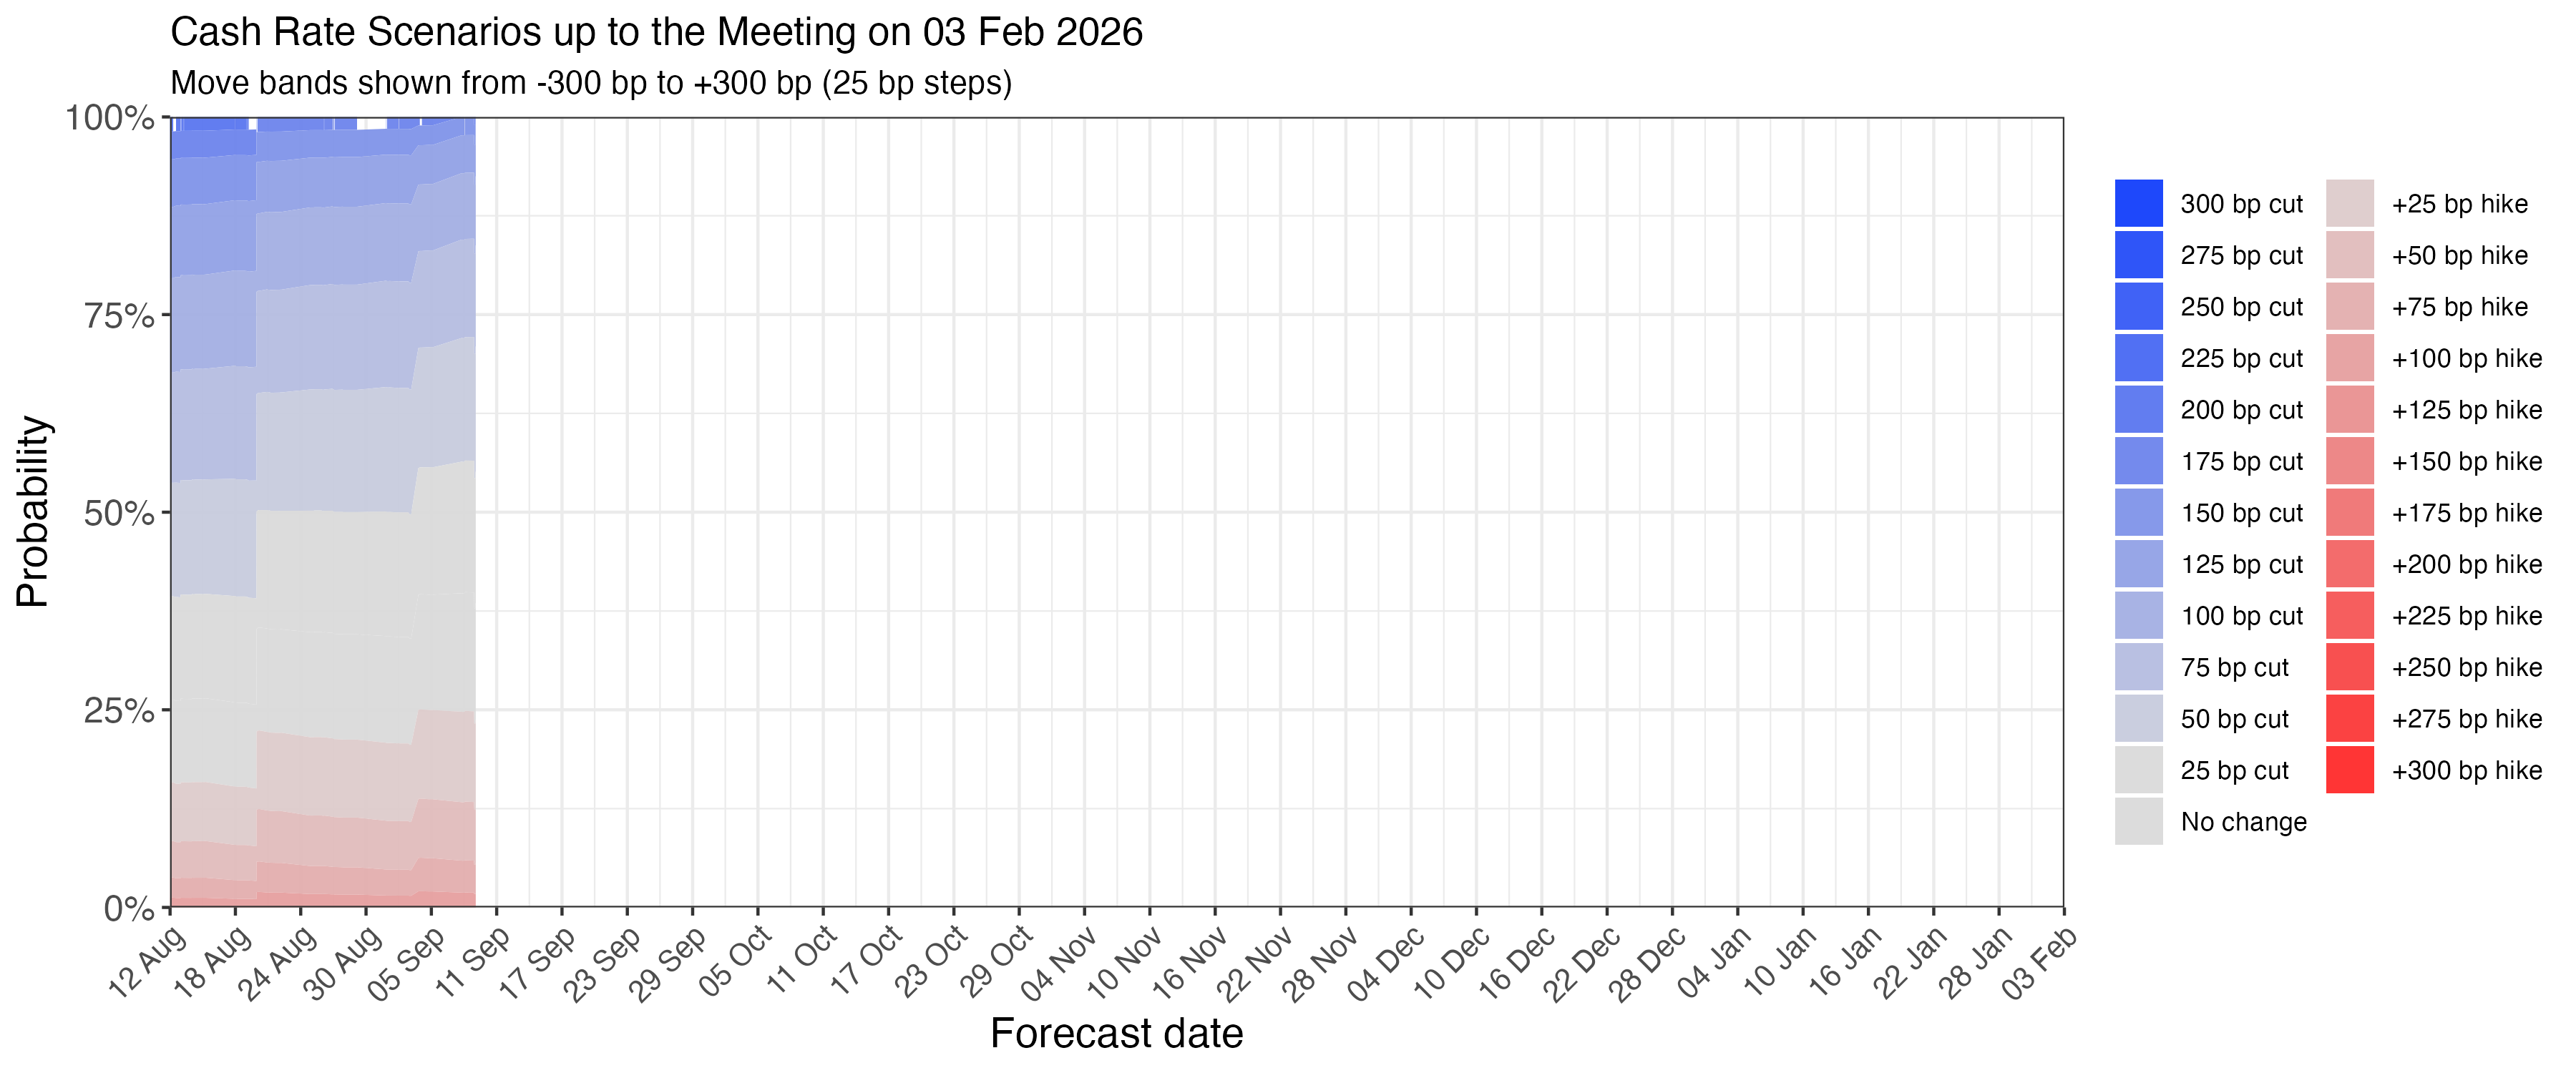 Cash Rate Scenarios up to the Meeting on 03 Feb 2026
Move bands shown from -300 bp to +300 bp (25 bp steps)
Probability
100%
75%
50%
25%
0%
12 Aug
18 Aug
24 Aug
30 Aug
05 Sep
11 Sep
17 Sep
23 Sep
29 Sep
05 Oct
11 Oct
17 Oct
23 Oct
29 Oct
04 Nov
10 Nov
16 Nov
22 Nov
28 Nov
04 Dec
10 Dec
16 Dec
22 Dec
28 Dec
04 Jan
10 Jan
16 Jan
22 Jan
28 Jan
03 Feb
Forecast date
300 bp cut
275 bp cut
250 bp cut
225 bp cut
200 bp cut
175 bp cut
150 bp cut
125 bp cut
100 bp cut
75 bp cut
50 bp cut
25 bp cut
No change
+25 bp hike
+50 bp hike
+75 bp hike
+100 bp hike
+125 bp hike
+150 bp hike
+175 bp hike
+200 bp hike
+225 bp hike
+250 bp hike
+275 bp hike
+300 bp hike